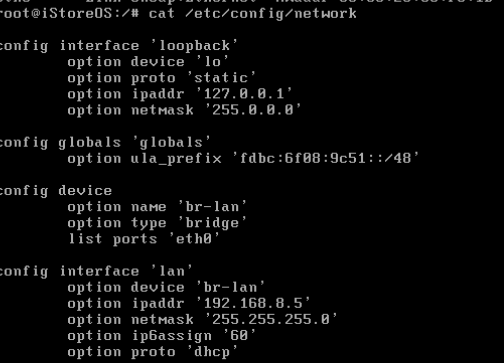 root@iStoreOS:/# cat /etc/config/network
config interface 'loopback'
option device 'lo'
option proto 'static'
option ipaddr '127.0.0.1'
option netmask '255.0.0.0'
config globals 'globals'
option ula_prefix 'fdbc:6f08:9c51::/48'
config device
option name 'br-lan'
option type 'bridge'
list ports 'eth0'
config interface 'lan'
option device 'br-lan'
option ipaddr '192.168.8.5'
option netmask '255.255.255.0'
option ip6assign '60'
option proto 'dhcp'